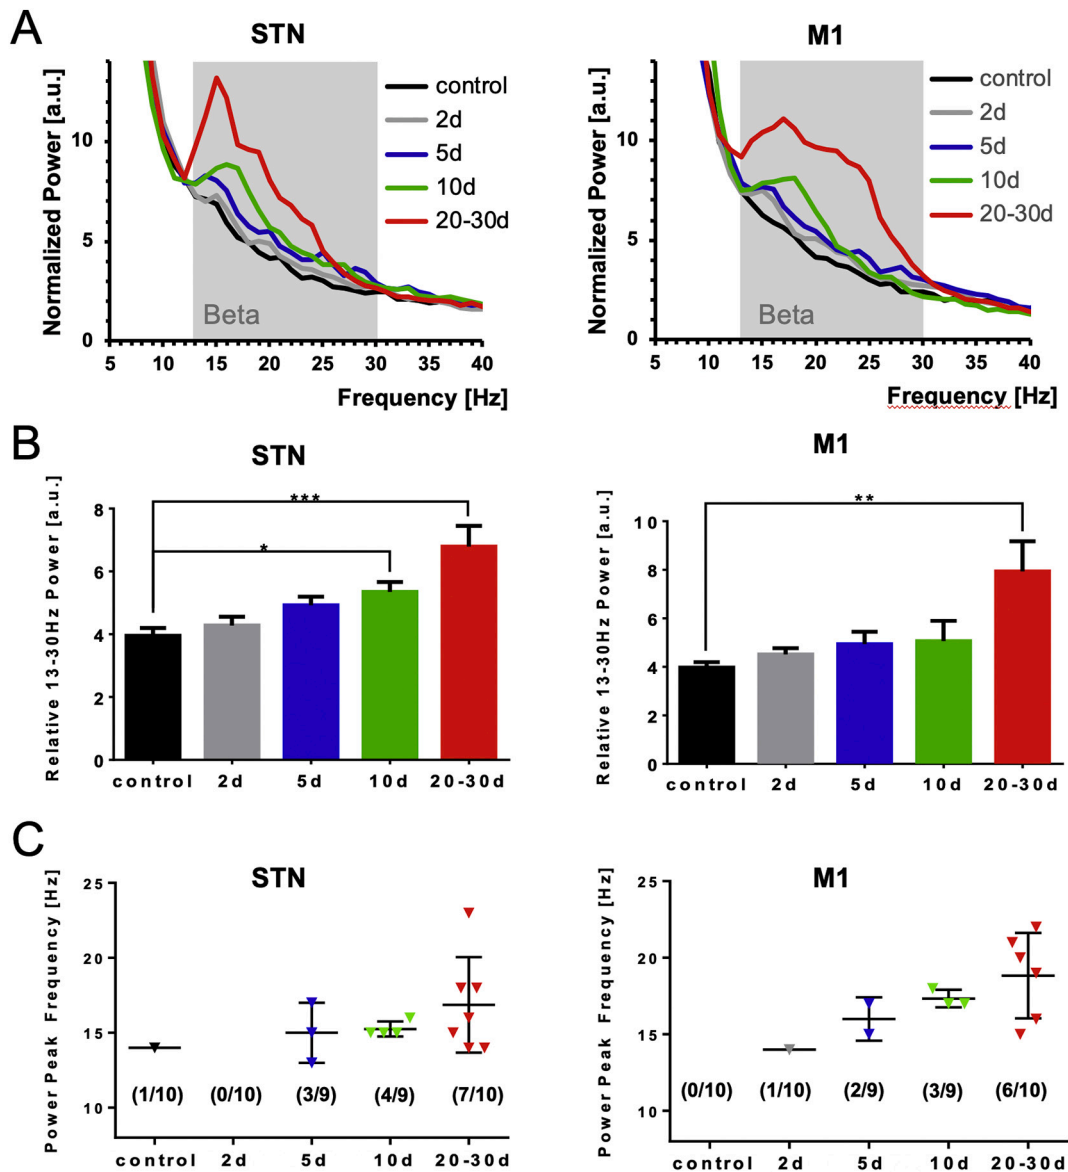 A
STN
Normalized Power [a.u.]
10
5
0
control
2d
5d
10d
20-30d
Beta
5 10 15 20 25 30 35 40
Frequency [Hz]
M1
Normalized Power [a.u.]
10
5
0
control
2d
5d
10d
20-30d
Beta
5 10 15 20 25 30 35 40
Frequency [Hz]
B
STN
Relative 13-30Hz Power [a.u.]
8
6
4
2
0
***
*
control 2d 5d 10d 20-30d
M1
Relative 13-30Hz Power [a.u.]
10
8
6
4
2
0
**
control 2d 5d 10d 20-30d
C
STN
Power Peak Frequency [Hz]
25
20
15
10
(1/10) (0/10) (3/9) (4/9) (7/10)
control 2d 5d 10d 20-30d
M1
Power Peak Frequency [Hz]
25
20
15
10
(0/10) (1/10) (2/9) (3/9) (6/10)
control 2d 5d 10d 20-30d